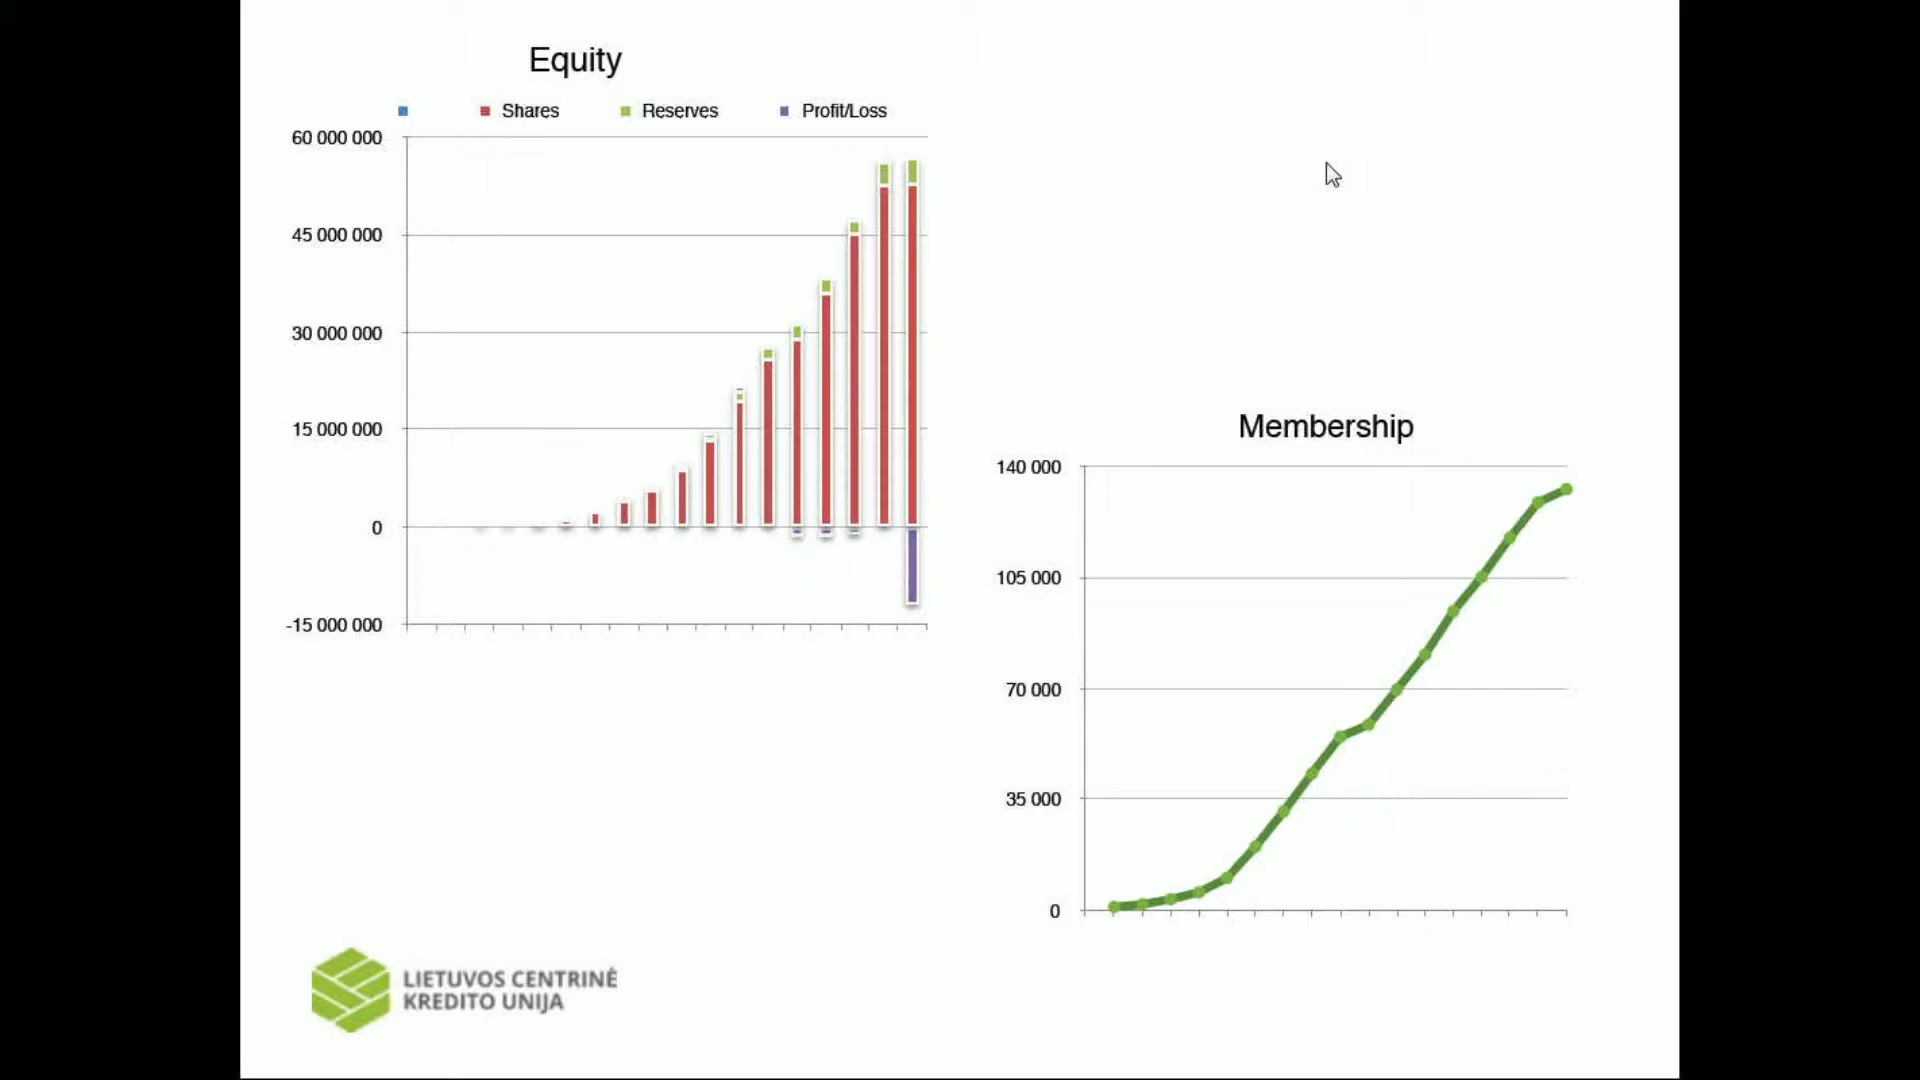 Equity
Shares Reserves Profit/Loss
60 000 000
45 000 000
30 000 000
15 000 000
0
-15 000 000
Membership
140 000
105 000
70 000
35 000
0
LIETUVOS CENTRINĖ
KREDITO UNIJA